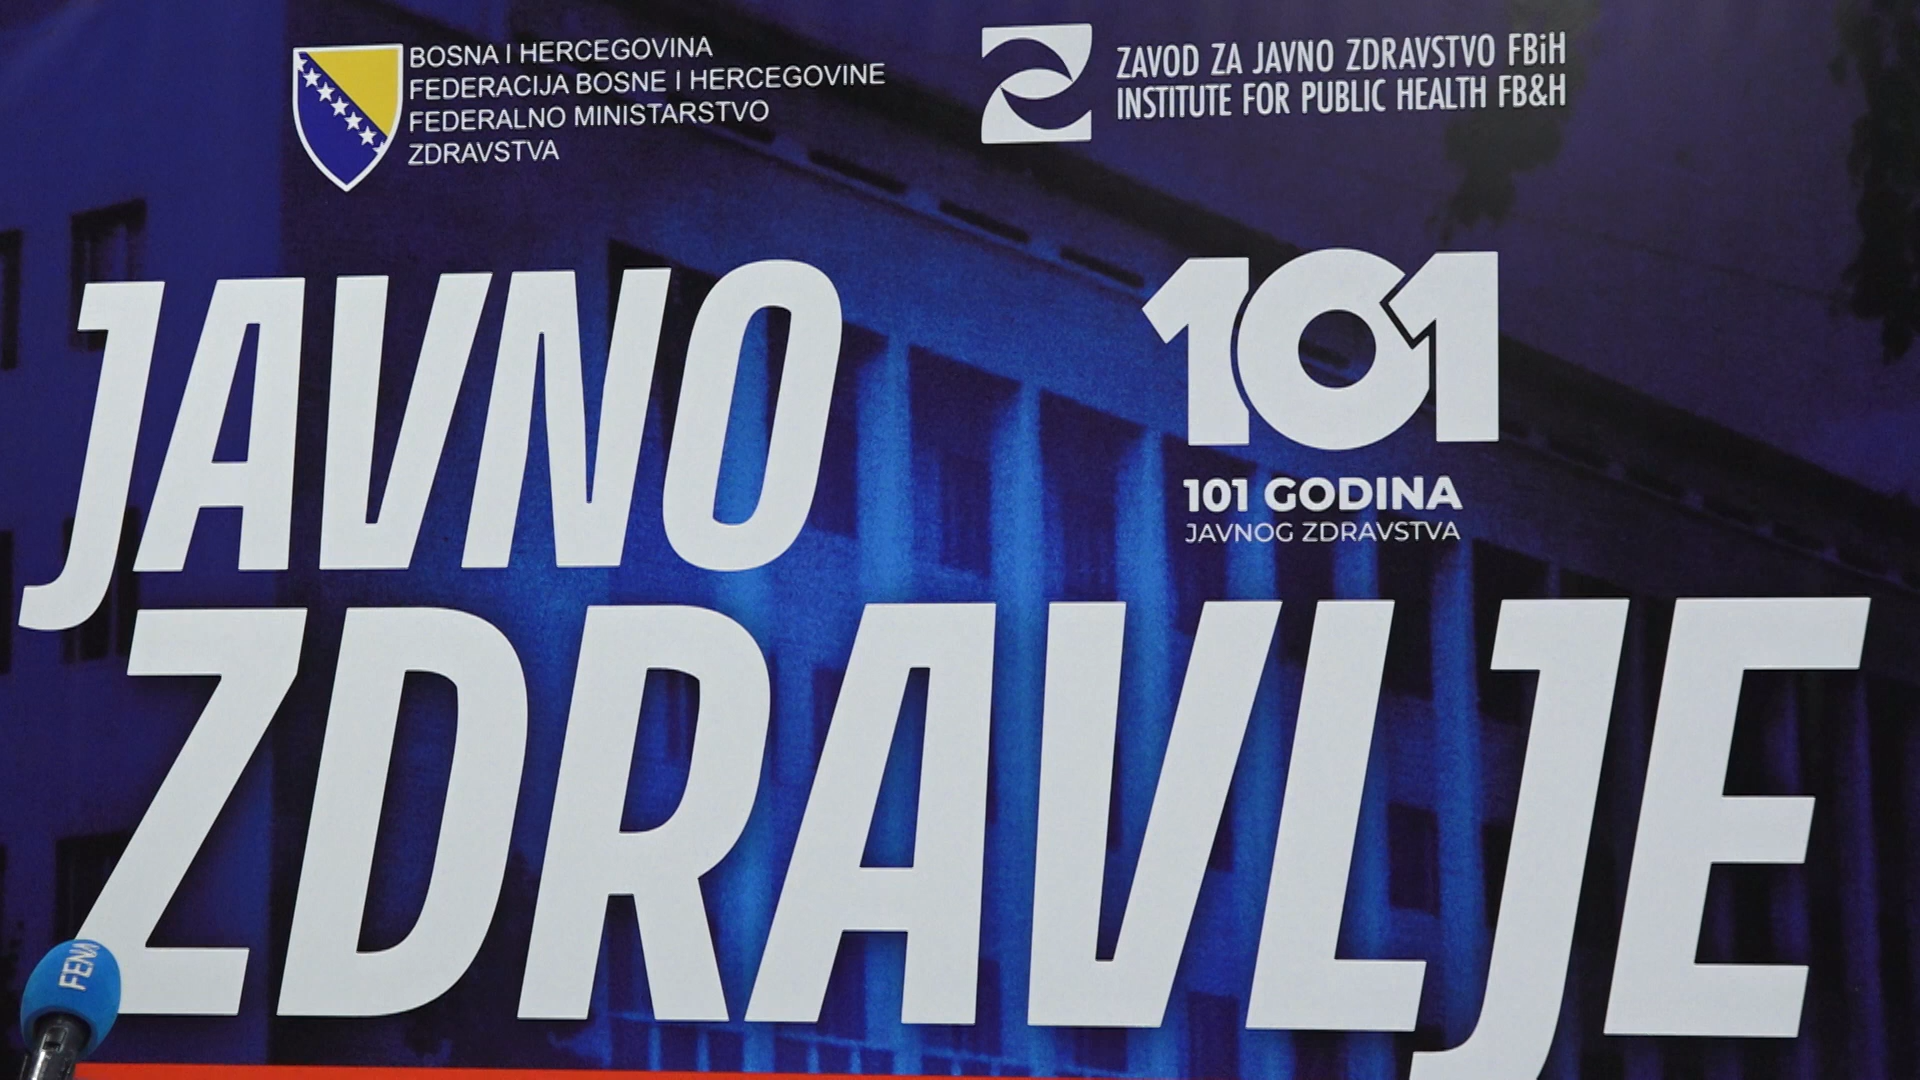 BOSNA I HERCEGOVINA
FEDERACIJA BOSNE I HERCEGOVINE
FEDERALNO MINISTARSTVO
ZDRAVSTVA
ZAVOD ZA JAVNO ZDRAVSTVO FBiH
INSTITUTE FOR PUBLIC HEALTH FB&H
JAVNO
ZDRAVLJE
101
101 GODINA
JAVNOG ZDRAVSTVA
FENA